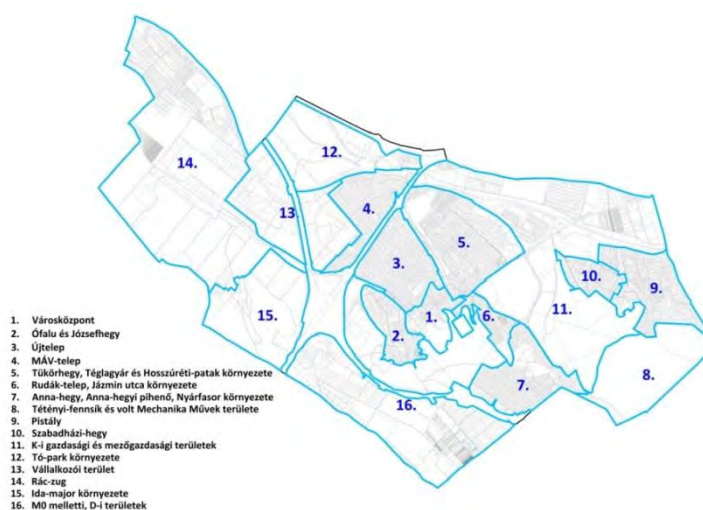 12.
14.
4.
13.
5.
3.
10.
9.
11.
15.
1.
6.
2.
8.
7.
16.
1. Városközpont
2. Ófalu és Józsefhegy
3. Újtelep
4. MÁV-telep
5. Tükörhegy, Téglagyár és Hosszúréti-patak környezete
6. Rudák-telep, Jázmin utca környezete
7. Anna-hegy, Anna-hegyi pihenő, Nyárfasor környezete
8. Tétényi-fennsík és volt Mechanika Művek területe
9. Pistály
10. Szabadházi-hegy
11. K-i gazdasági és mezőgazdasági területek
12. Tó-park környezete
13. Vállalkozói terület
14. Rác-zug
15. Ida-major környezete
16. M0 melletti, D-i területek